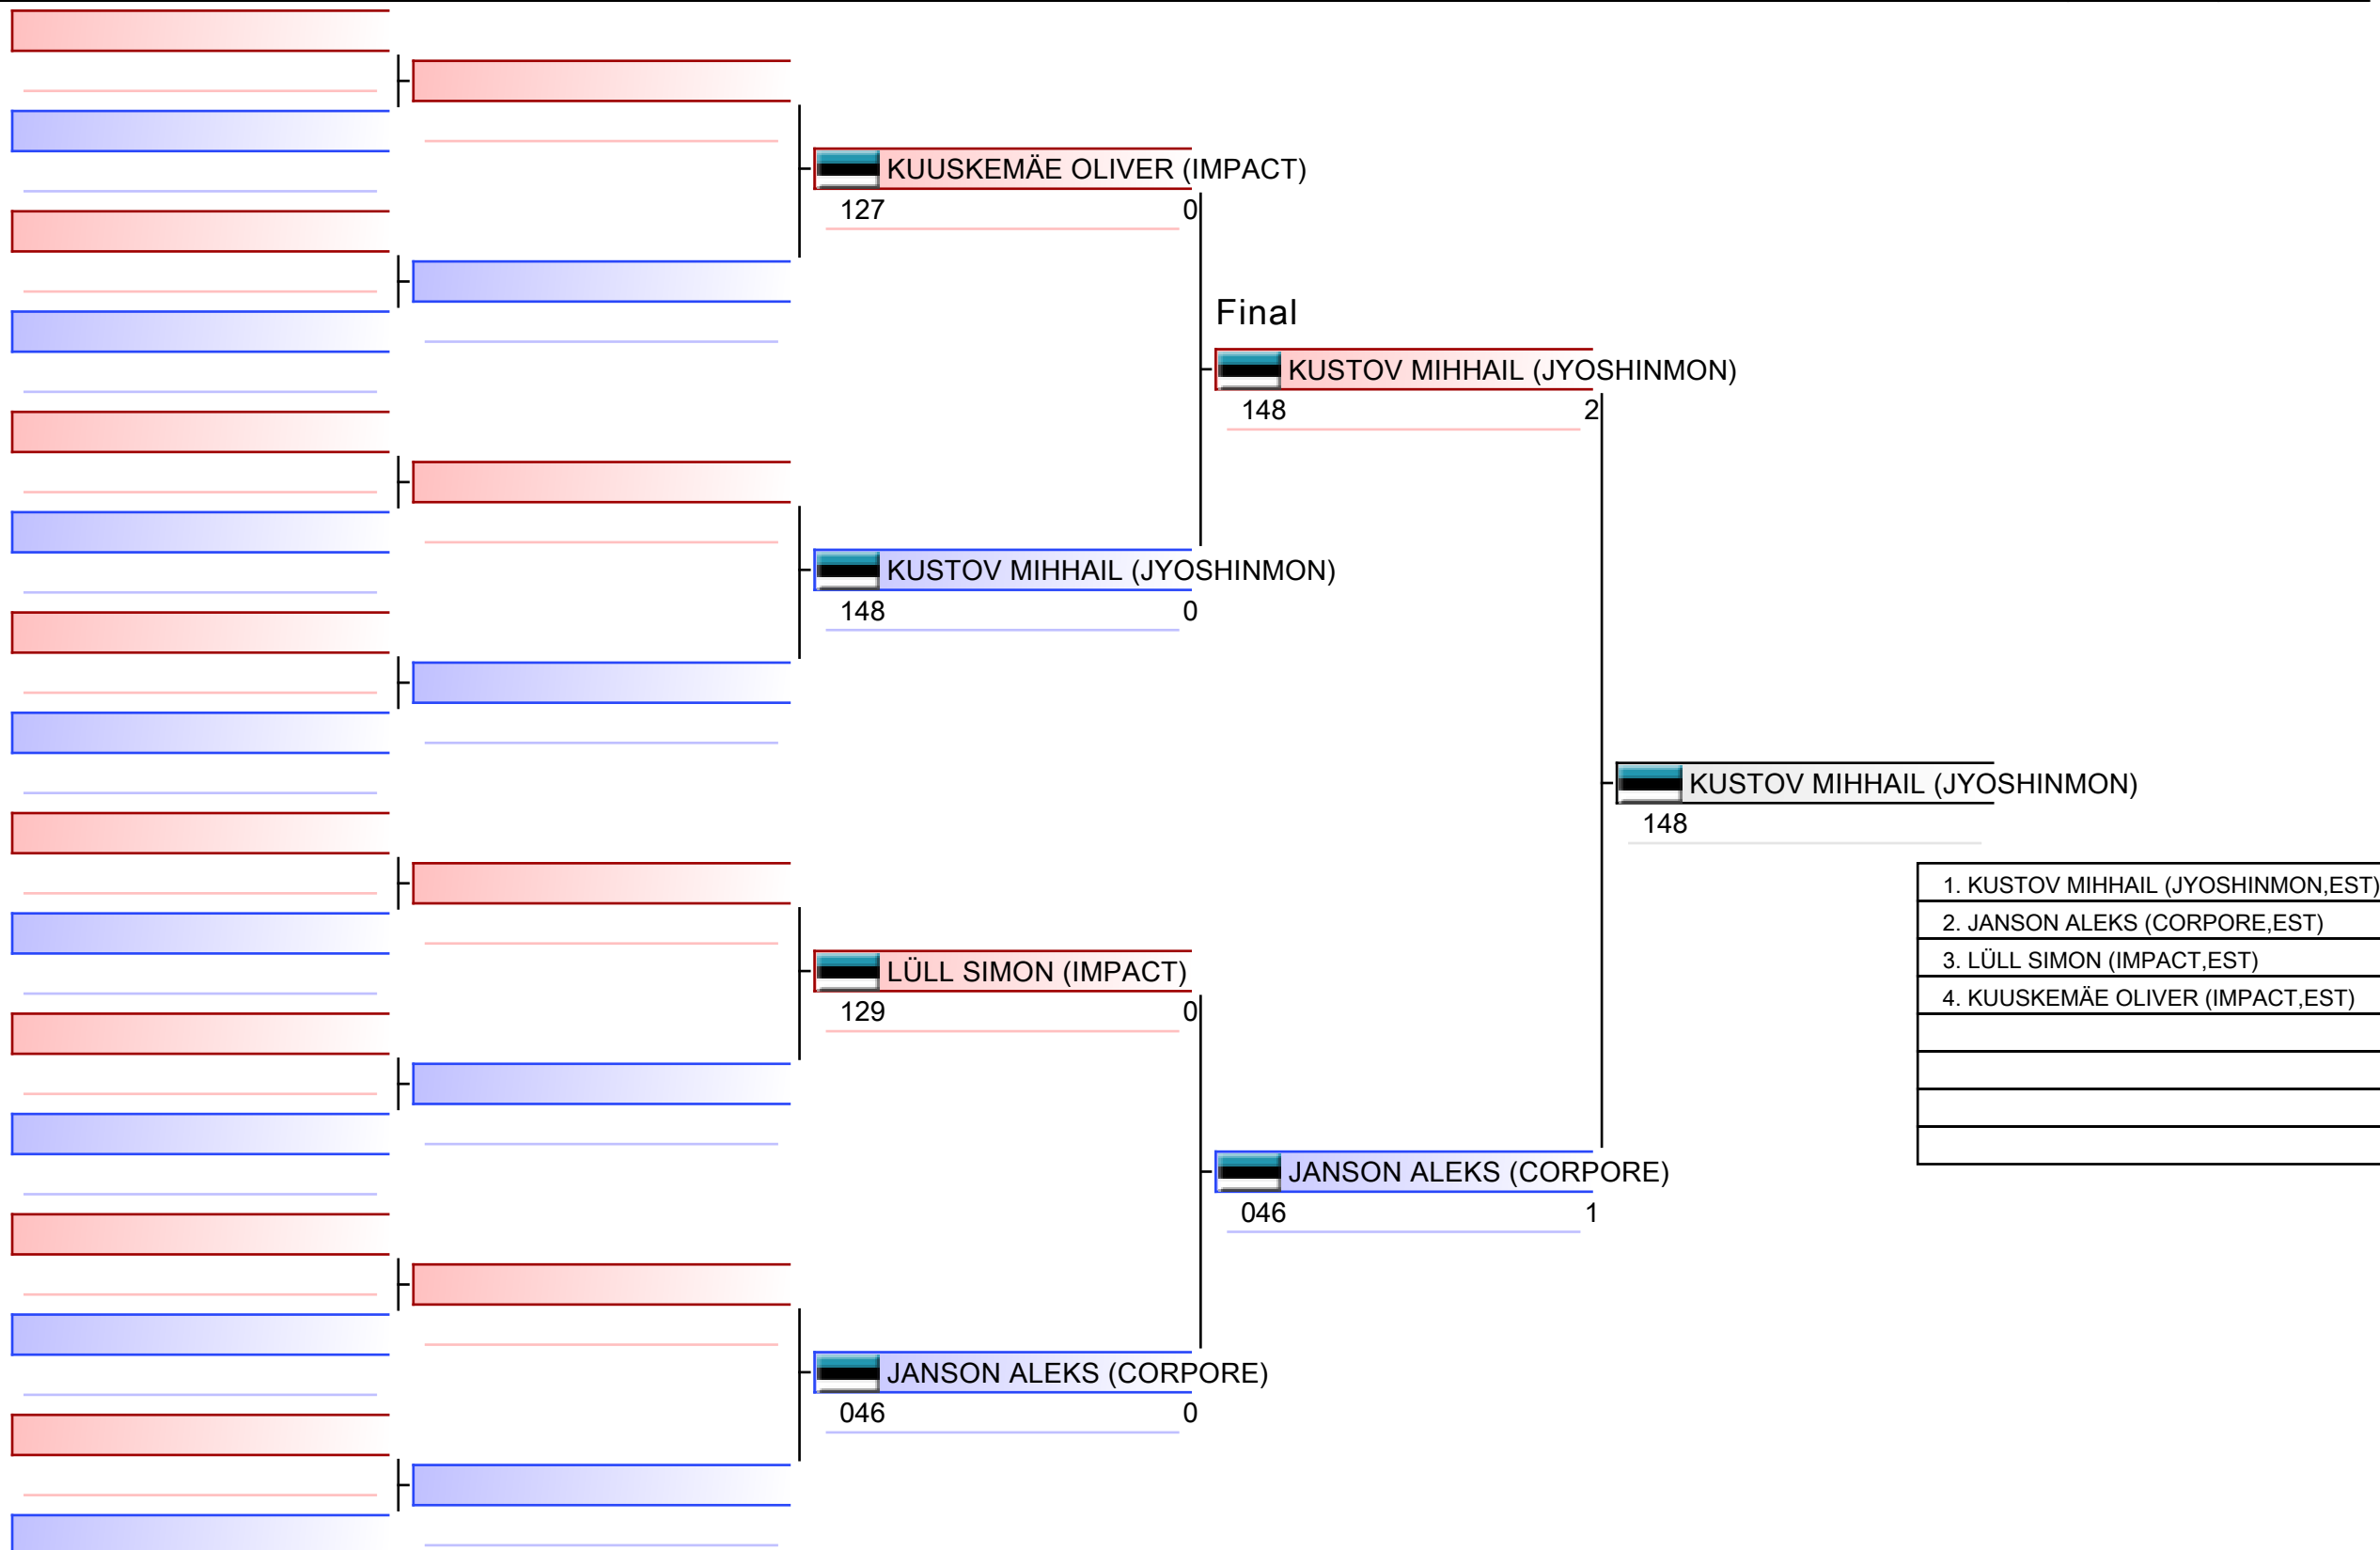 KUUSKEMÄE OLIVER (IMPACT)
127 0
Final
KUSTOV MIHHAIL (JYOSHINMON)
148 2
KUSTOV MIHHAIL (JYOSHINMON)
148 0
KUSTOV MIHHAIL (JYOSHINMON)
148
1. KUSTOV MIHHAIL (JYOSHINMON,EST)
2. JANSON ALEKS (CORPORE,EST)
3. LÜLL SIMON (IMPACT,EST)
4. KUUSKEMÄE OLIVER (IMPACT,EST)
LÜLL SIMON (IMPACT)
129 0
JANSON ALEKS (CORPORE)
046 1
JANSON ALEKS (CORPORE)
046 0